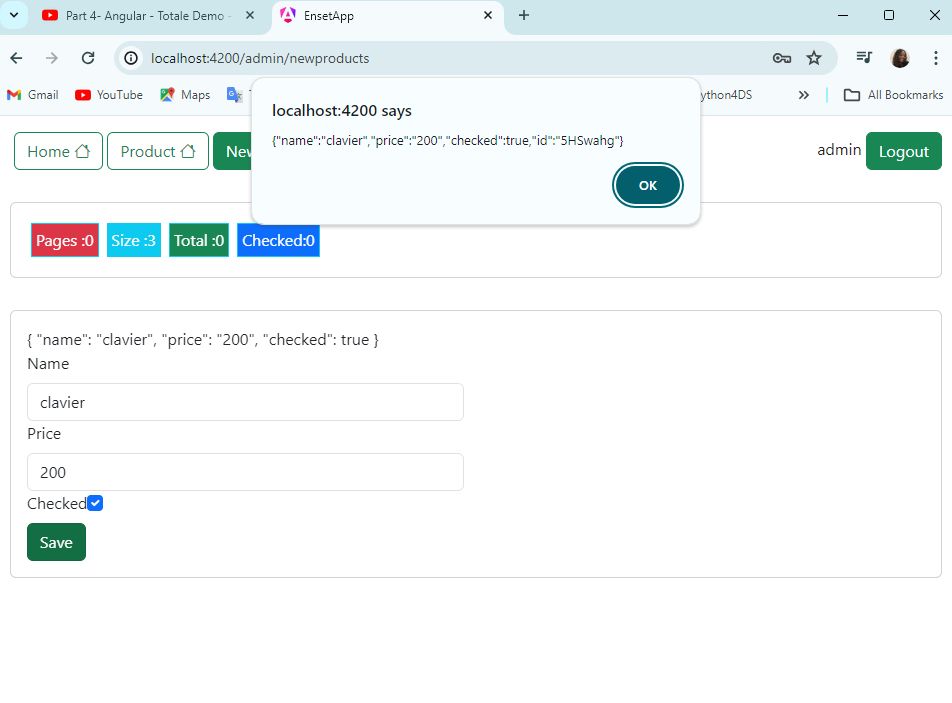 Part 4- Angular - Totale Demo -
EnsetApp
localhost:4200/admin/newproducts
Gmail YouTube Maps ython4DS All Bookmarks
localhost:4200 says
{"name":"clavier","price":"200","checked":true,"id":"5HSwahg"}
OK
Home Product New admin Logout
Pages :0 Size :3 Total :0 Checked:0
{ "name": "clavier", "price": "200", "checked": true }
Name
clavier
Price
200
Checked
Save